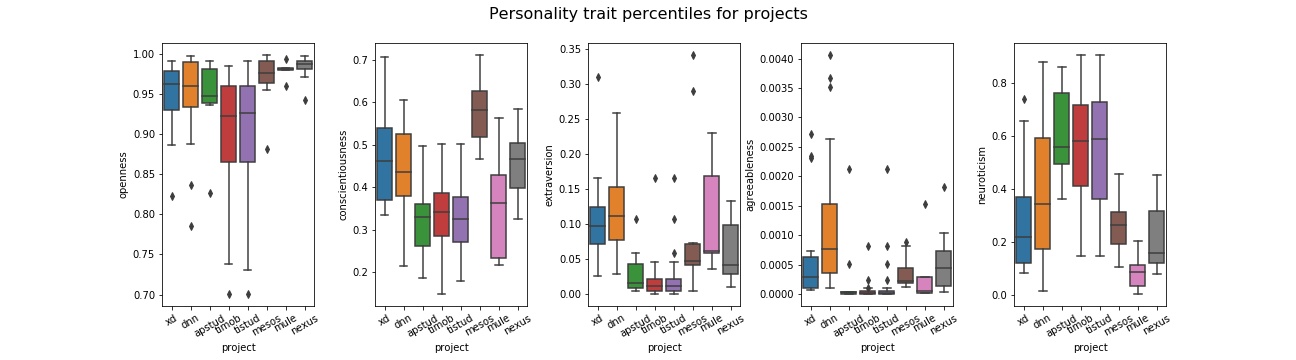 Personality trait percentiles for projects
openness
1.00
0.95
0.90
0.85
0.80
0.75
0.70
xd dnn apstud timob tistud mesos mule nexus
project
conscientiousness
0.7
0.6
0.5
0.4
0.3
0.2
xd dnn apstud timob tistud mesos mule nexus
project
extraversion
0.35
0.30
0.25
0.20
0.15
0.10
0.05
0.00
xd dnn apstud timob tistud mesos mule nexus
project
agreeableness
0.0040
0.0035
0.0030
0.0025
0.0020
0.0015
0.0010
0.0005
0.0000
xd dnn apstud timob tistud mesos mule nexus
project
neuroticism
0.8
0.6
0.4
0.2
0.0
xd dnn apstud timob tistud mesos mule nexus
project